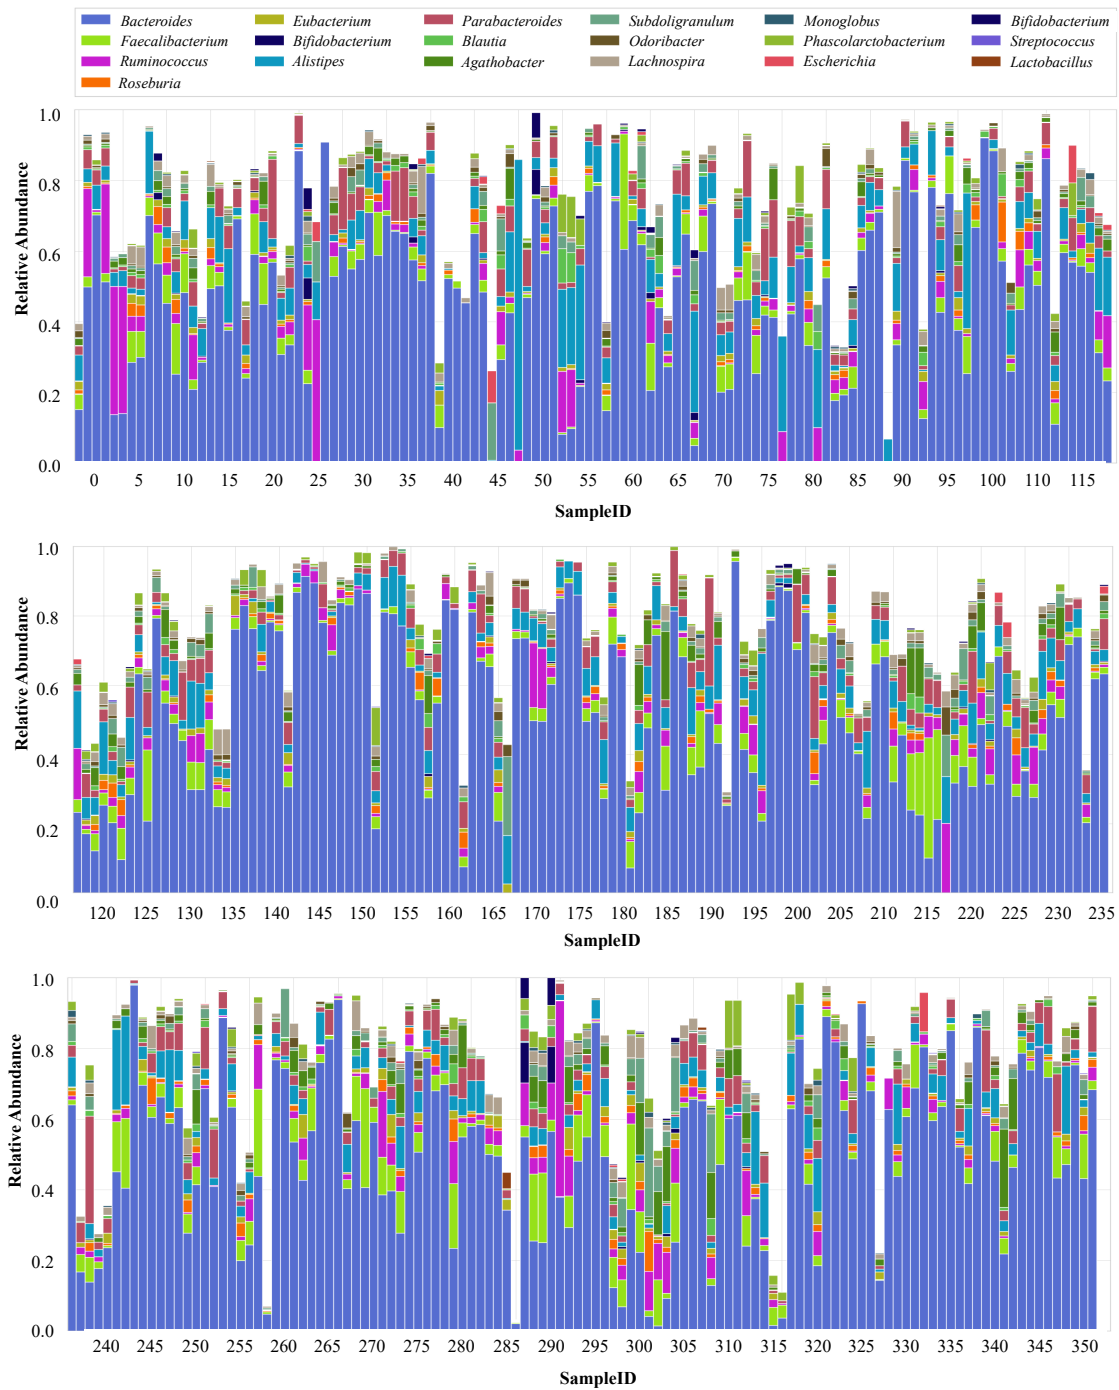 Bacteroides Eubacterium Parabacteroides Subdoligranulum Monoglobus Bifidobacterium
Faecalibacterium Bifidobacterium Blautia Odoribacter Phascolarctobacterium Streptococcus
Ruminococcus Alistipes Agathobacter Lachnospira Escherichia Lactobacillus
Roseburia
Relative Abundance
1.0
0.8
0.6
0.4
0.2
0.0
0 5 10 15 20 25 30 35 40 45 50 55 60 65 70 75 80 85 90 100 110 115
SampleID
Relative Abundance
1.0
0.8
0.6
0.4
0.2
0.0
120 125 130 135 140 145 150 155 160 165 170 175 180 185 190 195 200 205 210 215 220 225 230 235
SampleID
Relative Abundance
1.0
0.8
0.6
0.4
0.2
0.0
240 245 250 255 260 265 270 275 280 285 290 295 300 305 310 315 320 325 330 335 340 345 350
SampleID